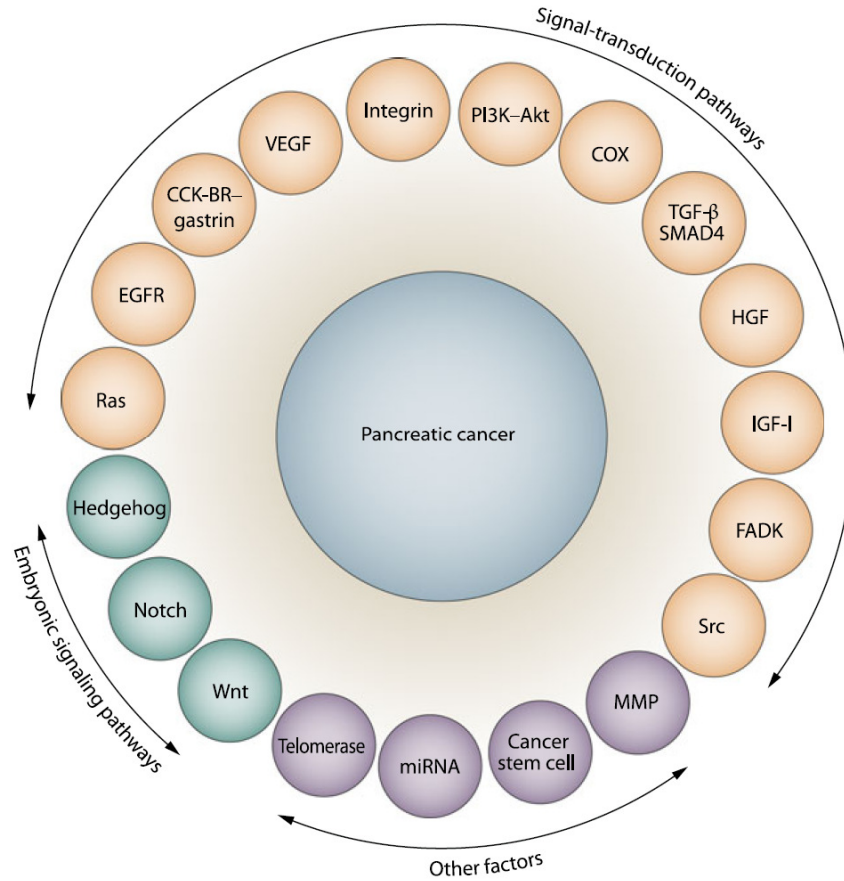 Signal-transduction pathways
Integrin
PI3K–Akt
VEGF
COX
CCK-BR–
gastrin
TGF-β
SMAD4
EGFR
HGF
Ras
IGF-I
Pancreatic cancer
Hedgehog
FADK
Notch
Src
Wnt
MMP
Telomerase
miRNA
Cancer
stem cell
Embryonic signaling pathways
Other factors